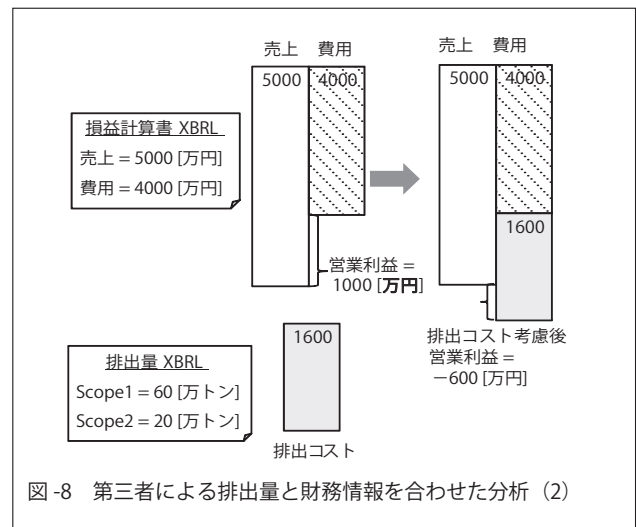 売上 費用
5000 4000
損益計算書 XBRL
売上 = 5000 [万円]
費用 = 4000 [万円]
営業利益 =
1000 [万円]
売上 費用
5000 4000
1600
排出コスト考慮後
営業利益 =
－600 [万円]
排出量 XBRL
Scope1 = 60 [万トン]
Scope2 = 20 [万トン]
1600
排出コスト
図 -8 第三者による排出量と財務情報を合わせた分析（2）